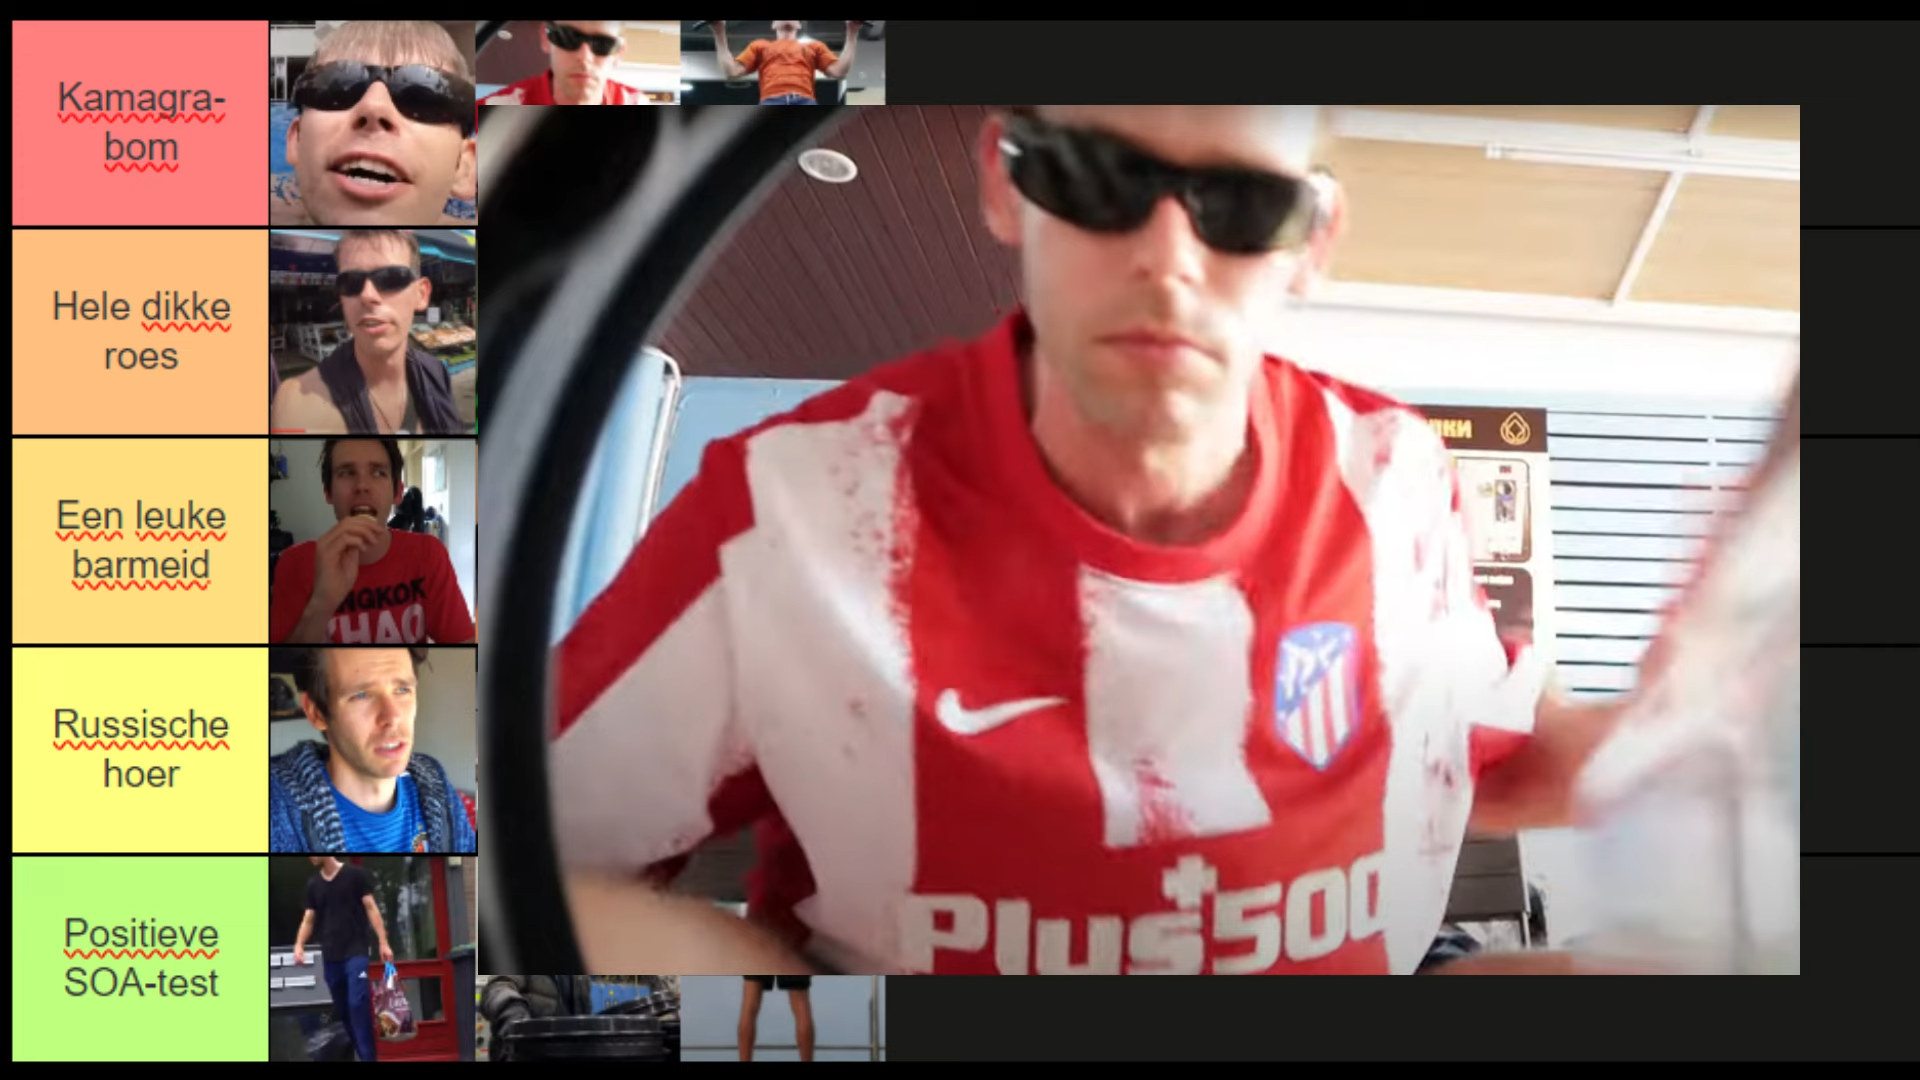 Kamagra-
bom
Hele dikke
roes
Een leuke
barmeid
Russische
hoer
Positieve
SOA-test
Plus500